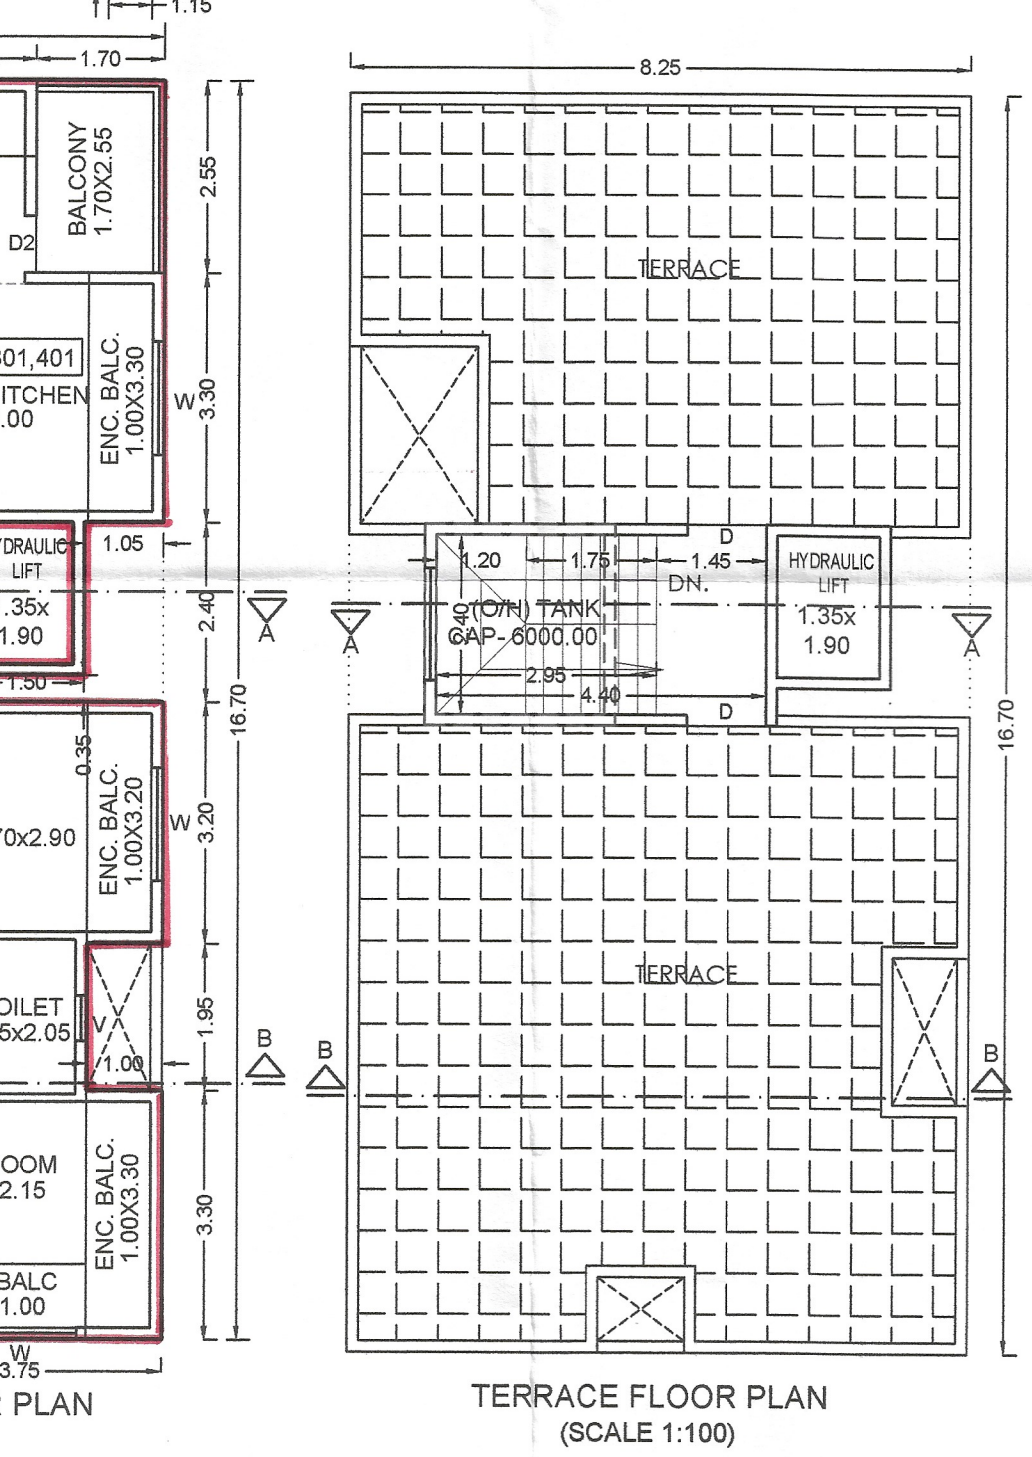 1.15
1.70
8.25
BALCONY
1.70X2.55
2.55
D2
TERRACE
301,401
ITCHEN
.00
ENC. BALC.
1.00X3.30
W
3.30
YDRAULIC
LIFT
.35x
1.90
1.05
2.40
A
1.50
0.35
16.70
D
1.20
1.75
1.45
DN.
(O/H) TANK
CAP- 6000.00
2.40
2.95
4.40
D
HYDRAULIC
LIFT
1.35x
1.90
A
A
16.70
70x2.90
ENC. BALC.
1.00X3.20
W
3.20
TERRACE
OILET
5x2.05
V
1.00
1.95
B
B
B
OOM
2.15
ENC. BALC.
1.00X3.30
3.30
BALC
1.00
W
3.75
PLAN
TERRACE FLOOR PLAN
(SCALE 1:100)